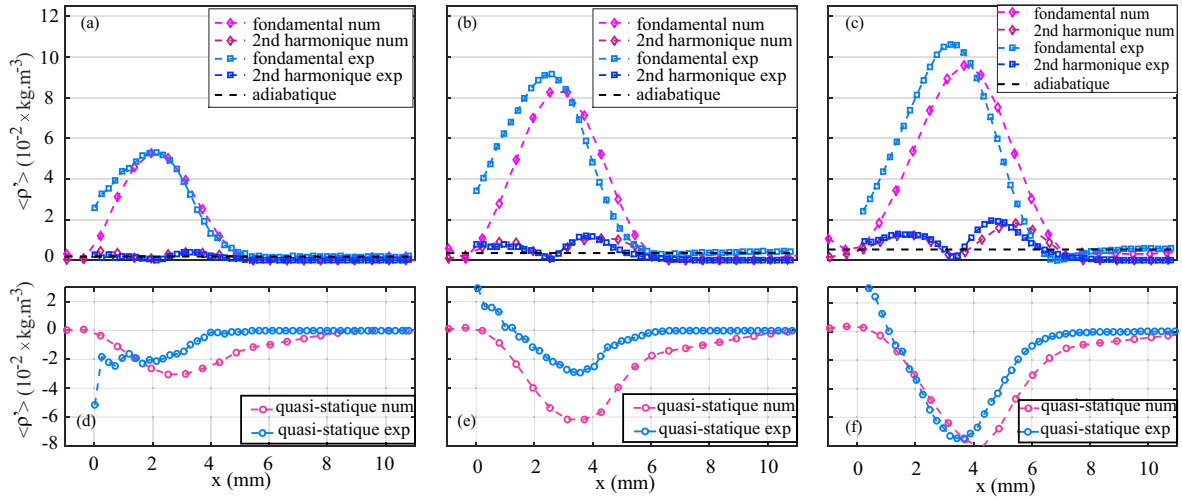 12
10
8
6
4
2
0
<ρ'> (10⁻² × kg.m⁻³)
(a)
fondamental num
2nd harmonique num
fondamental exp
2nd harmonique exp
adiabatique
(b)
fondamental num
2nd harmonique num
fondamental exp
2nd harmonique exp
adiabatique
(c)
fondamental num
2nd harmonique num
fondamental exp
2nd harmonique exp
adiabatique
2
0
-2
-4
-6
-8
<ρ'> (10⁻² × kg.m⁻³)
(d)
quasi-statique num
quasi-statique exp
(e)
quasi-statique num
quasi-statique exp
(f)
quasi-statique num
quasi-statique exp
0 2 4 6 8 10
0 2 4 6 8 10
0 2 4 6 8 10
x (mm)
x (mm)
x (mm)